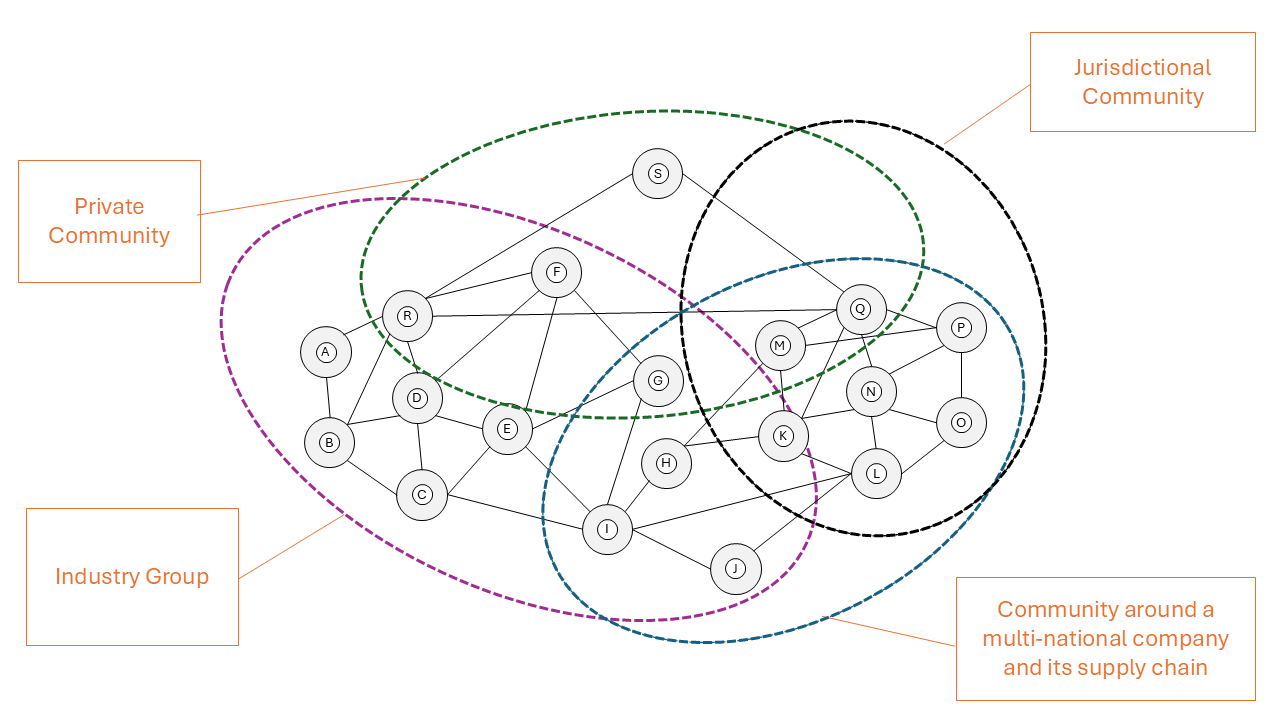 Jurisdictional
Community
Private
Community
S
F
R
Q
P
A
M
G
D
N
B
E
K
O
H
L
C
I
J
Industry Group
Community around a
multi-national company
and its supply chain